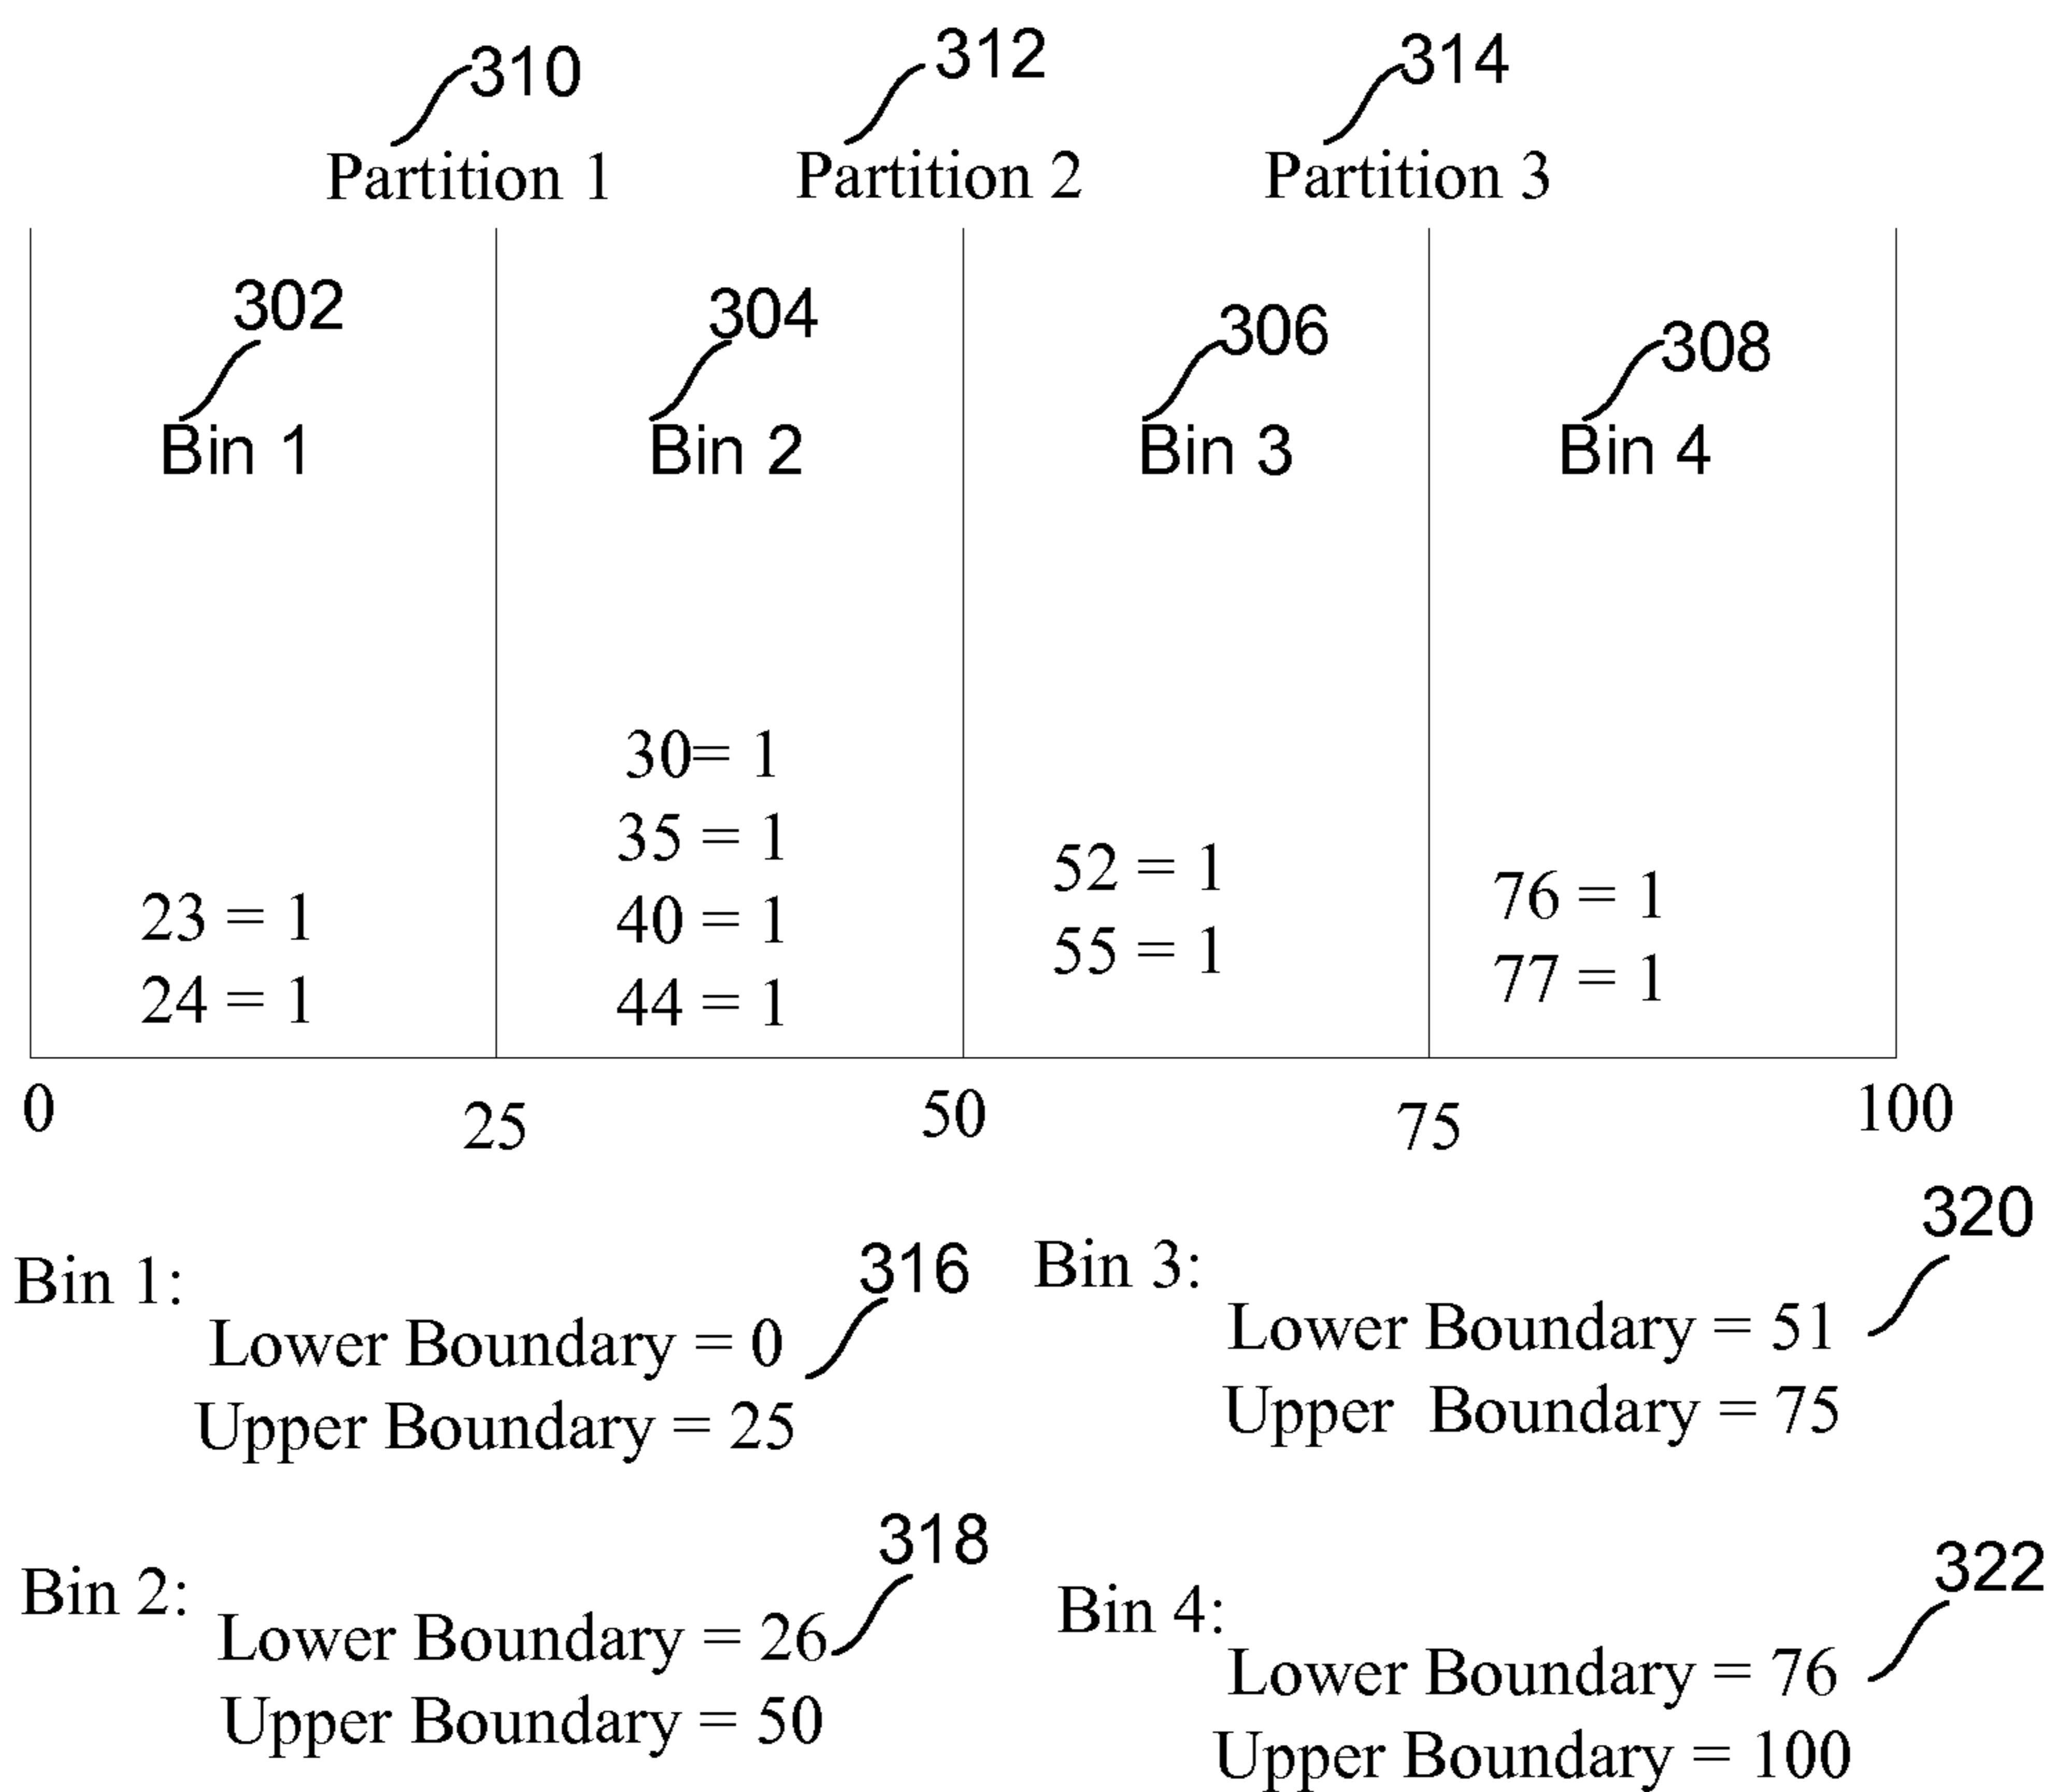 310
312
314
Partition 1
Partition 2
Partition 3
302
304
306
308
Bin 1
Bin 2
Bin 3
Bin 4
23 = 1
24 = 1
30= 1
35 = 1
40 = 1
44 = 1
52 = 1
55 = 1
76 = 1
77 = 1
0
25
50
75
100
Bin 1:
316
Lower Boundary = 0
Upper Boundary = 25
Bin 2:
318
Lower Boundary = 26
Upper Boundary = 50
Bin 3:
320
Lower Boundary = 51
Upper Boundary = 75
Bin 4:
322
Lower Boundary = 76
Upper Boundary = 100